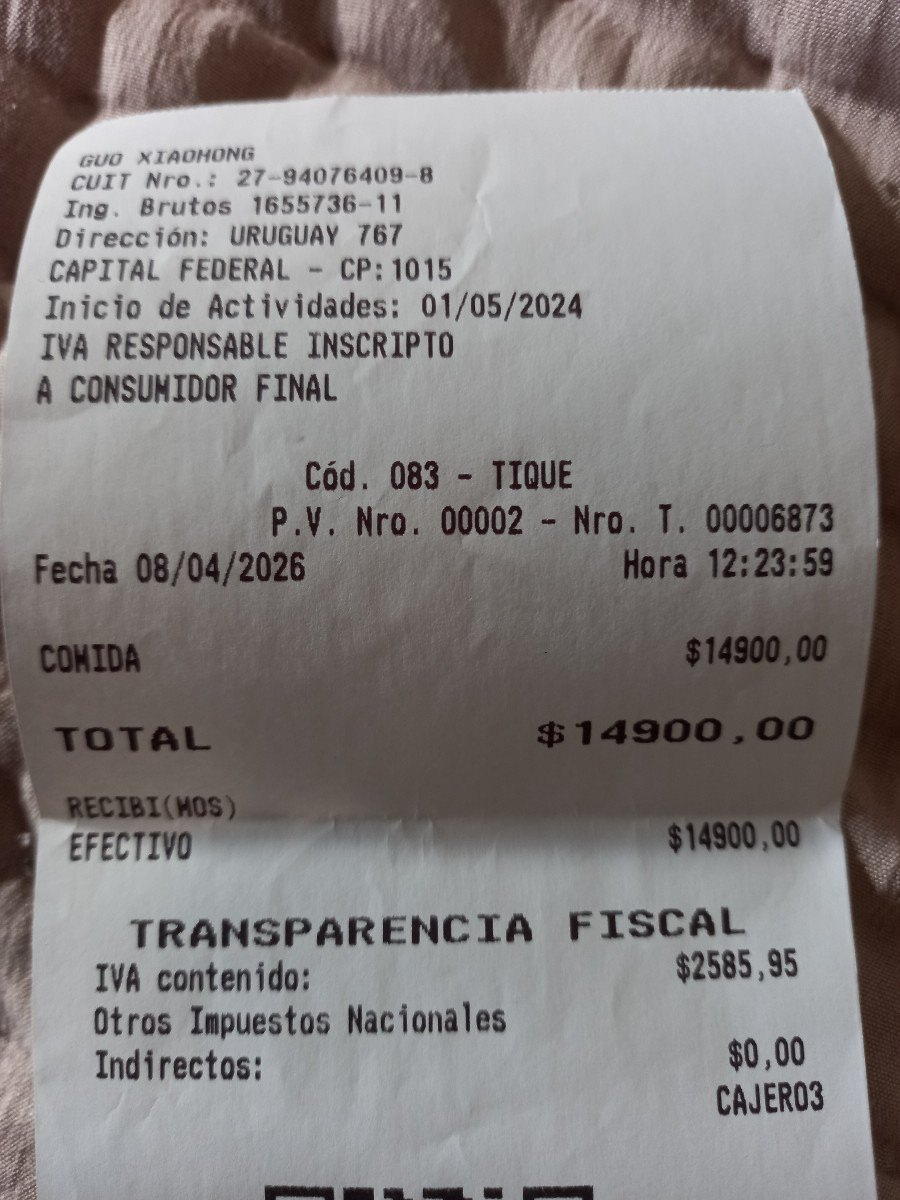 GUO XIAOHONG
CUIT Nro.: 27-94076409-8
Ing. Brutos 1655736-11
Dirección: URUGUAY 767
CAPITAL FEDERAL - CP:1015
Inicio de Actividades: 01/05/2024
IVA RESPONSABLE INSCRIPTO
A CONSUMIDOR FINAL
Cód. 083 - TIQUE
P.V. Nro. 00002 - Nro. T. 00006873
Fecha 08/04/2026 Hora 12:23:59
COMIDA $14900,00
TOTAL $14900,00
RECIBI(MOS)
EFECTIVO $14900,00
TRANSPARENCIA FISCAL
IVA contenido: $2585,95
Otros Impuestos Nacionales
Indirectos: $0,00
CAJERO3